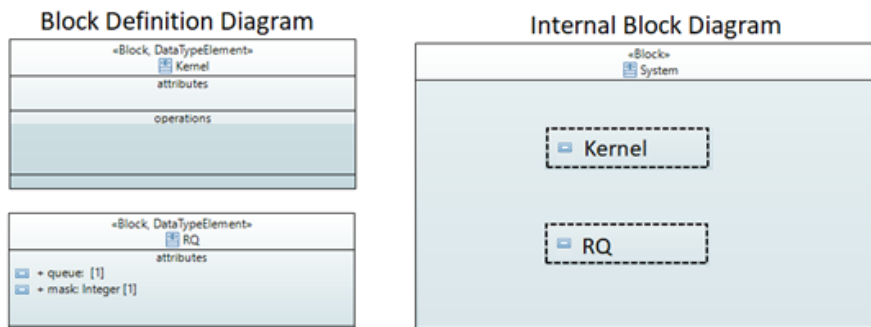 Block Definition Diagram
«Block, DataTypeElement»
Kernel
attributes
operations
«Block, DataTypeElement»
RQ
attributes
+ queue: [1]
+ mask: Integer [1]
Internal Block Diagram
«Block»
System
Kernel
RQ